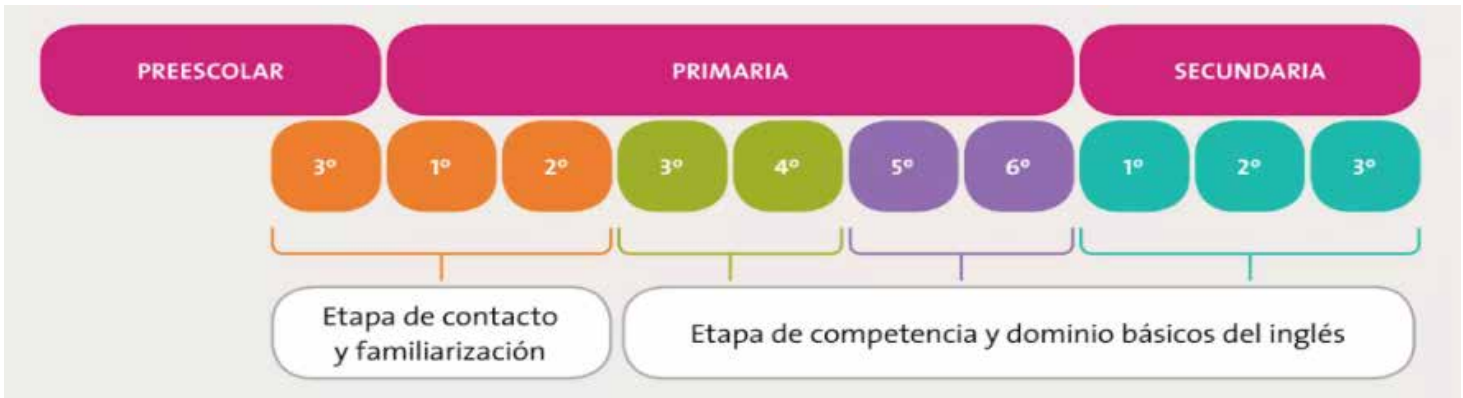 PREESCOLAR PRIMARIA SECUNDARIA
3º 1º 2º 3º 4º 5º 6º 1º 2º 3º
Etapa de contacto
y familiarización
Etapa de competencia y dominio básicos del inglés